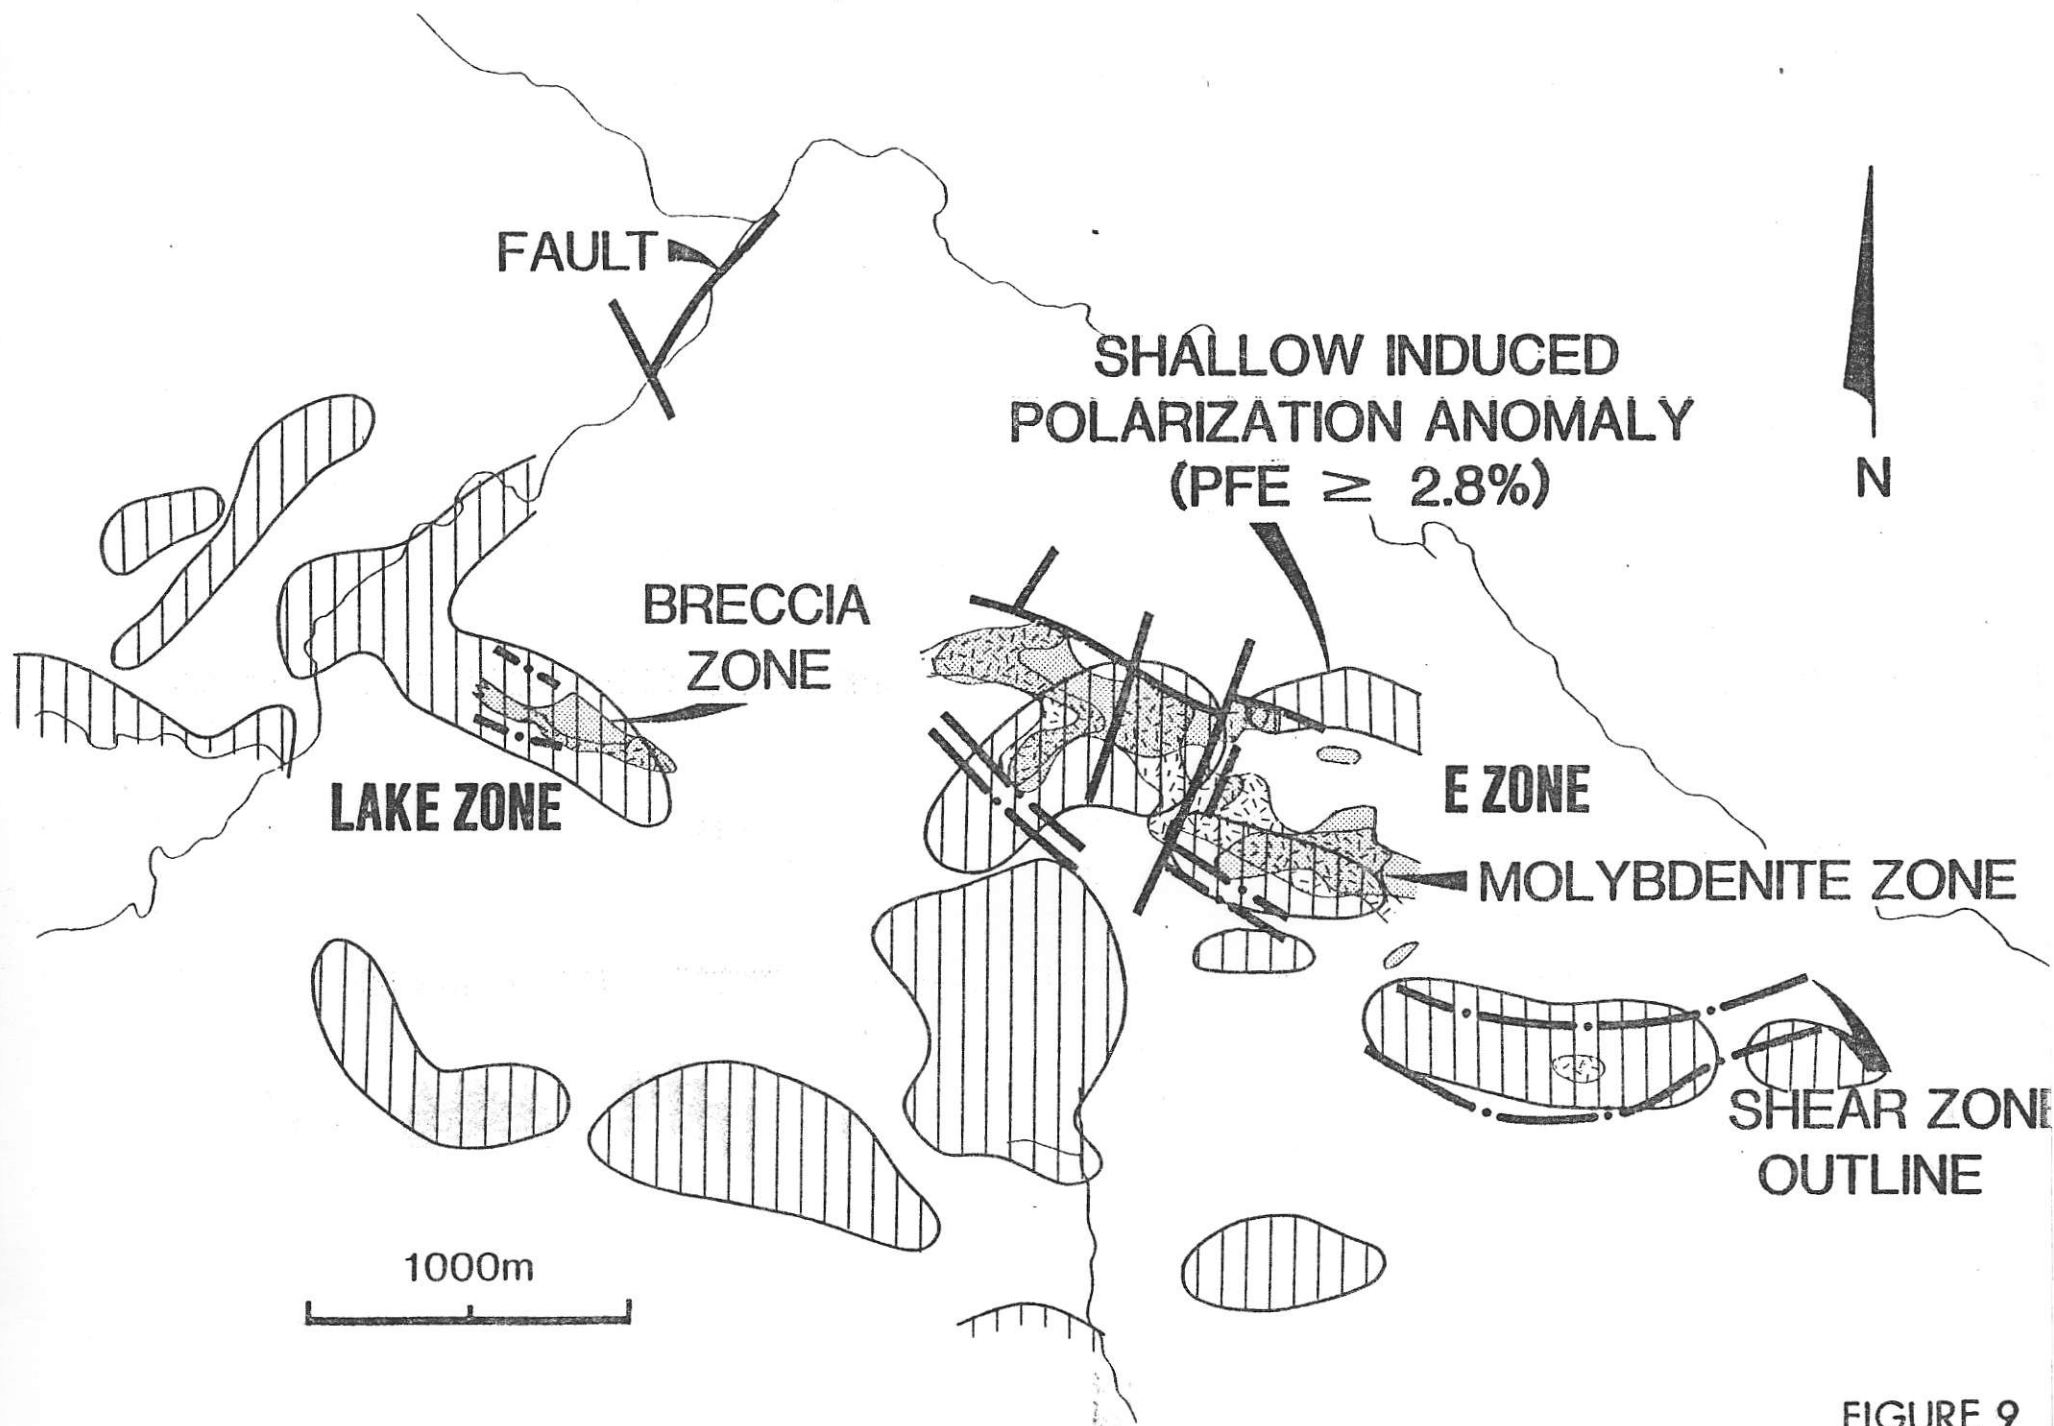 FAULT
SHALLOW INDUCED
POLARIZATION ANOMALY
(PFE ≥ 2.8%)
N
BRECCIA
ZONE
LAKE ZONE
E ZONE
MOLYBDENITE ZONE
SHEAR ZONE
OUTLINE
1000m
FIGURE 9